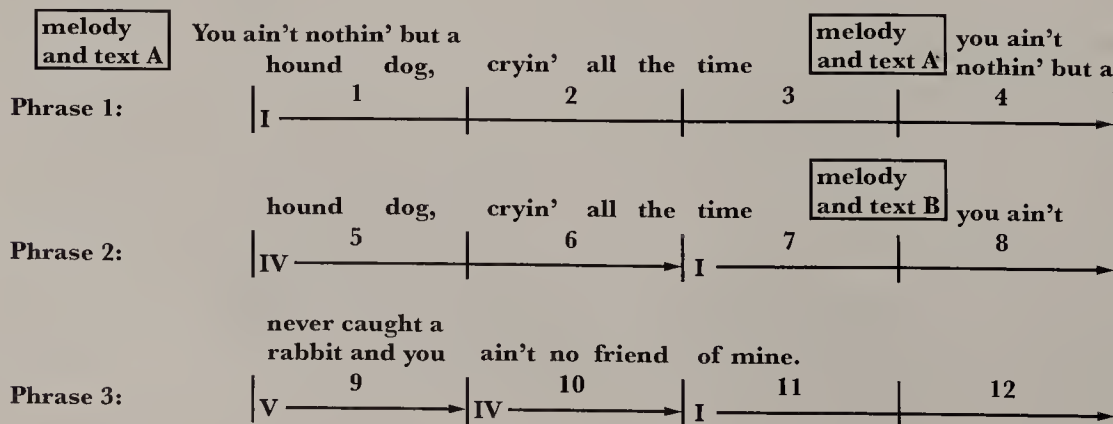 melody
and text A
You ain't nothin' but a
hound dog, cryin' all the time
melody
and text A
you ain't
nothin' but a
Phrase 1:
1 2 3 4
I
hound dog, cryin' all the time
melody
and text B
you ain't
Phrase 2:
5 6 7 8
IV I
never caught a
rabbit and you ain't no friend of mine.
Phrase 3:
9 10 11 12
V IV I